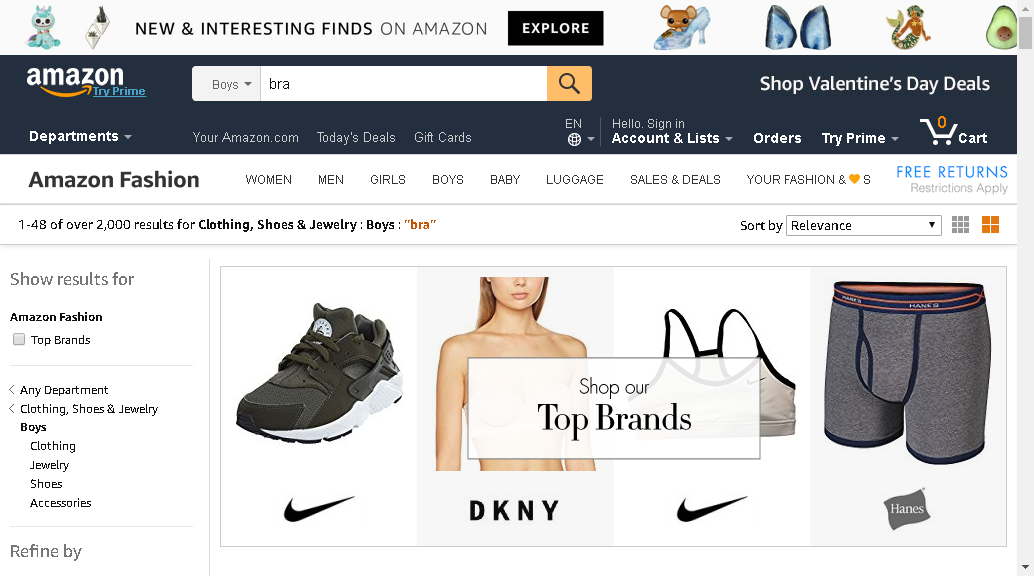 NEW & INTERESTING FINDS ON AMAZON EXPLORE
amazon
Try Prime
Boys bra
Shop Valentine's Day Deals
Departments
Your Amazon.com Today's Deals Gift Cards
EN
Hello. Sign in
Account & Lists
Orders
Try Prime
0
Cart
Amazon Fashion
WOMEN MEN GIRLS BOYS BABY LUGGAGE SALES & DEALS YOUR FASHION & S
FREE RETURNS
Restrictions Apply
1-48 of over 2,000 results for Clothing, Shoes & Jewelry : Boys : "bra"
Sort by Relevance
Show results for
Amazon Fashion
Top Brands
Any Department
Clothing, Shoes & Jewelry
Boys
Clothing
Jewelry
Shoes
Accessories
Refine by
HANES HANES
Shop our
Top Brands
DKNY
Hanes